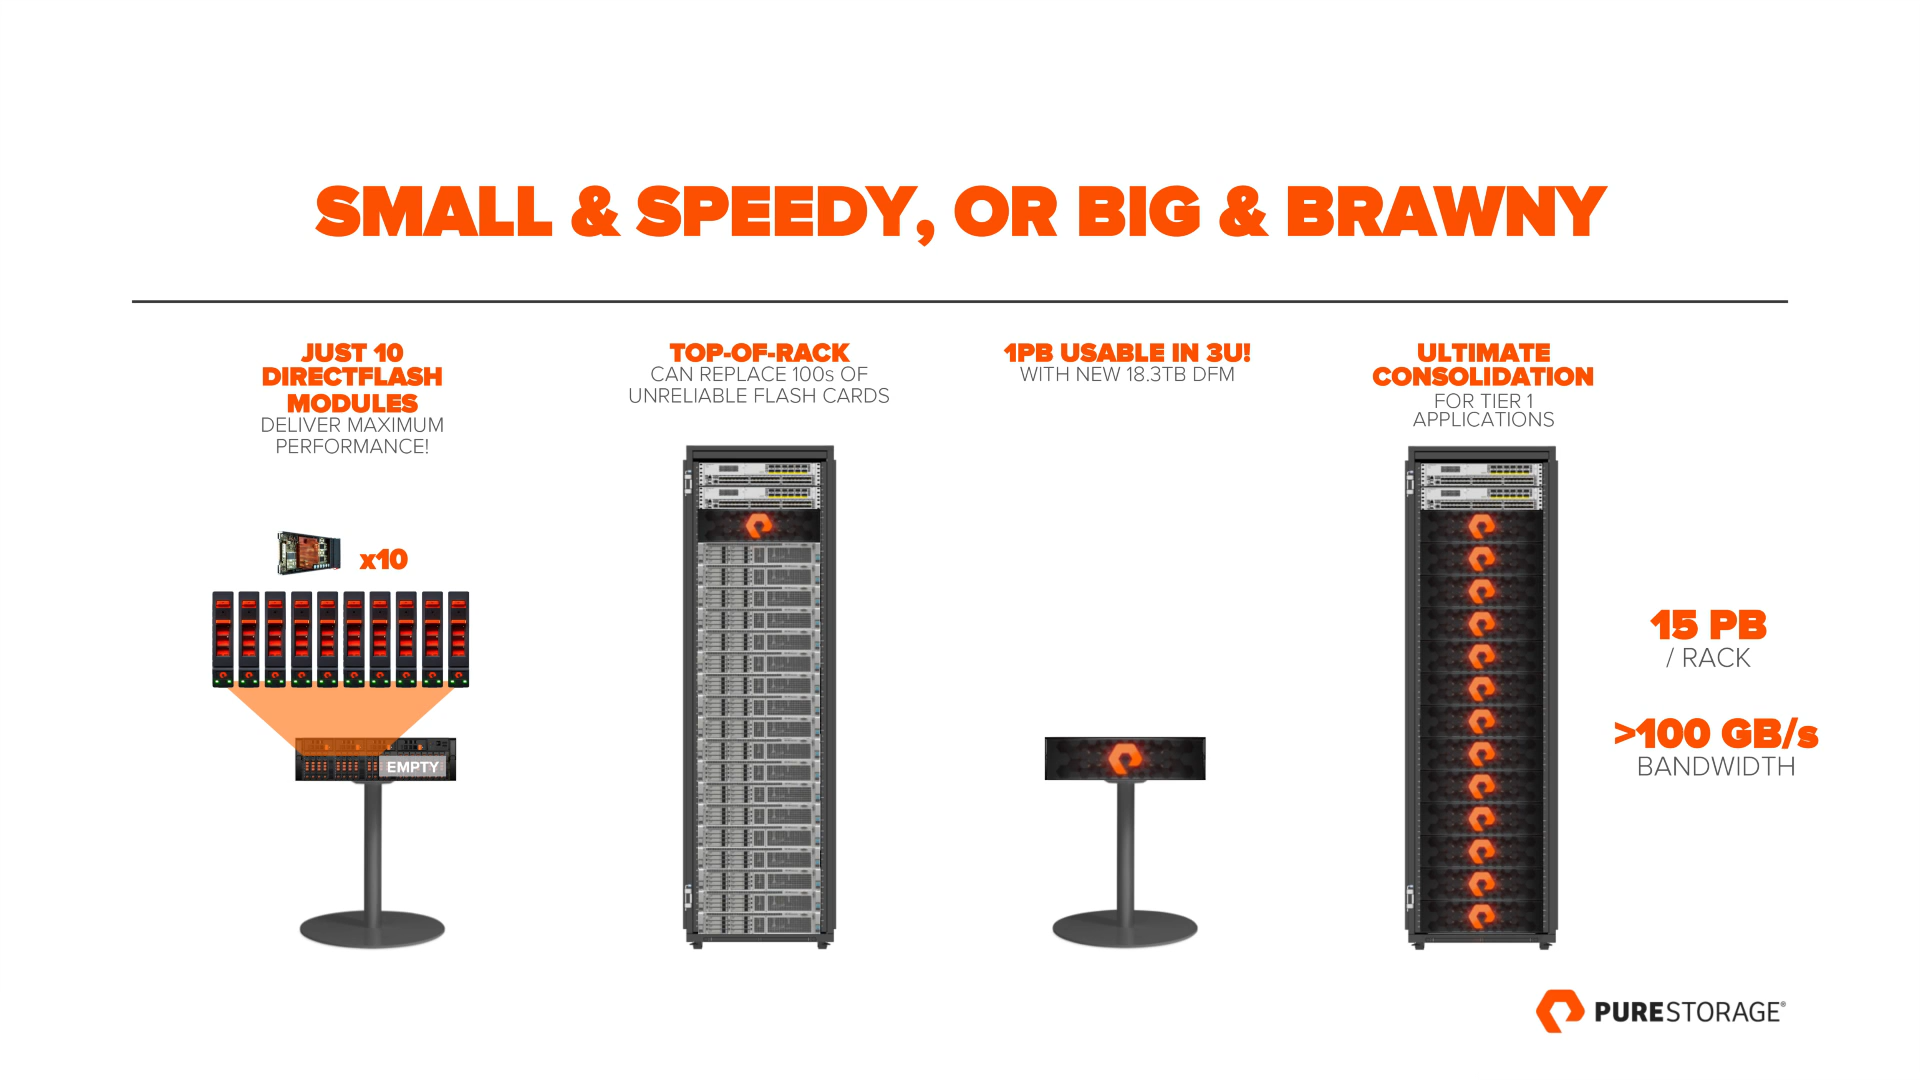 SMALL & SPEEDY, OR BIG & BRAWNY
JUST 10
DIRECTFLASH
MODULES
DELIVER MAXIMUM
PERFORMANCE!
x10
EMPTY
TOP-OF-RACK
CAN REPLACE 100s OF
UNRELIABLE FLASH CARDS
1PB USABLE IN 3U!
WITH NEW 18.3TB DFM
ULTIMATE
CONSOLIDATION
FOR TIER 1
APPLICATIONS
15 PB
/ RACK
>100 GB/s
BANDWIDTH
PURESTORAGE®